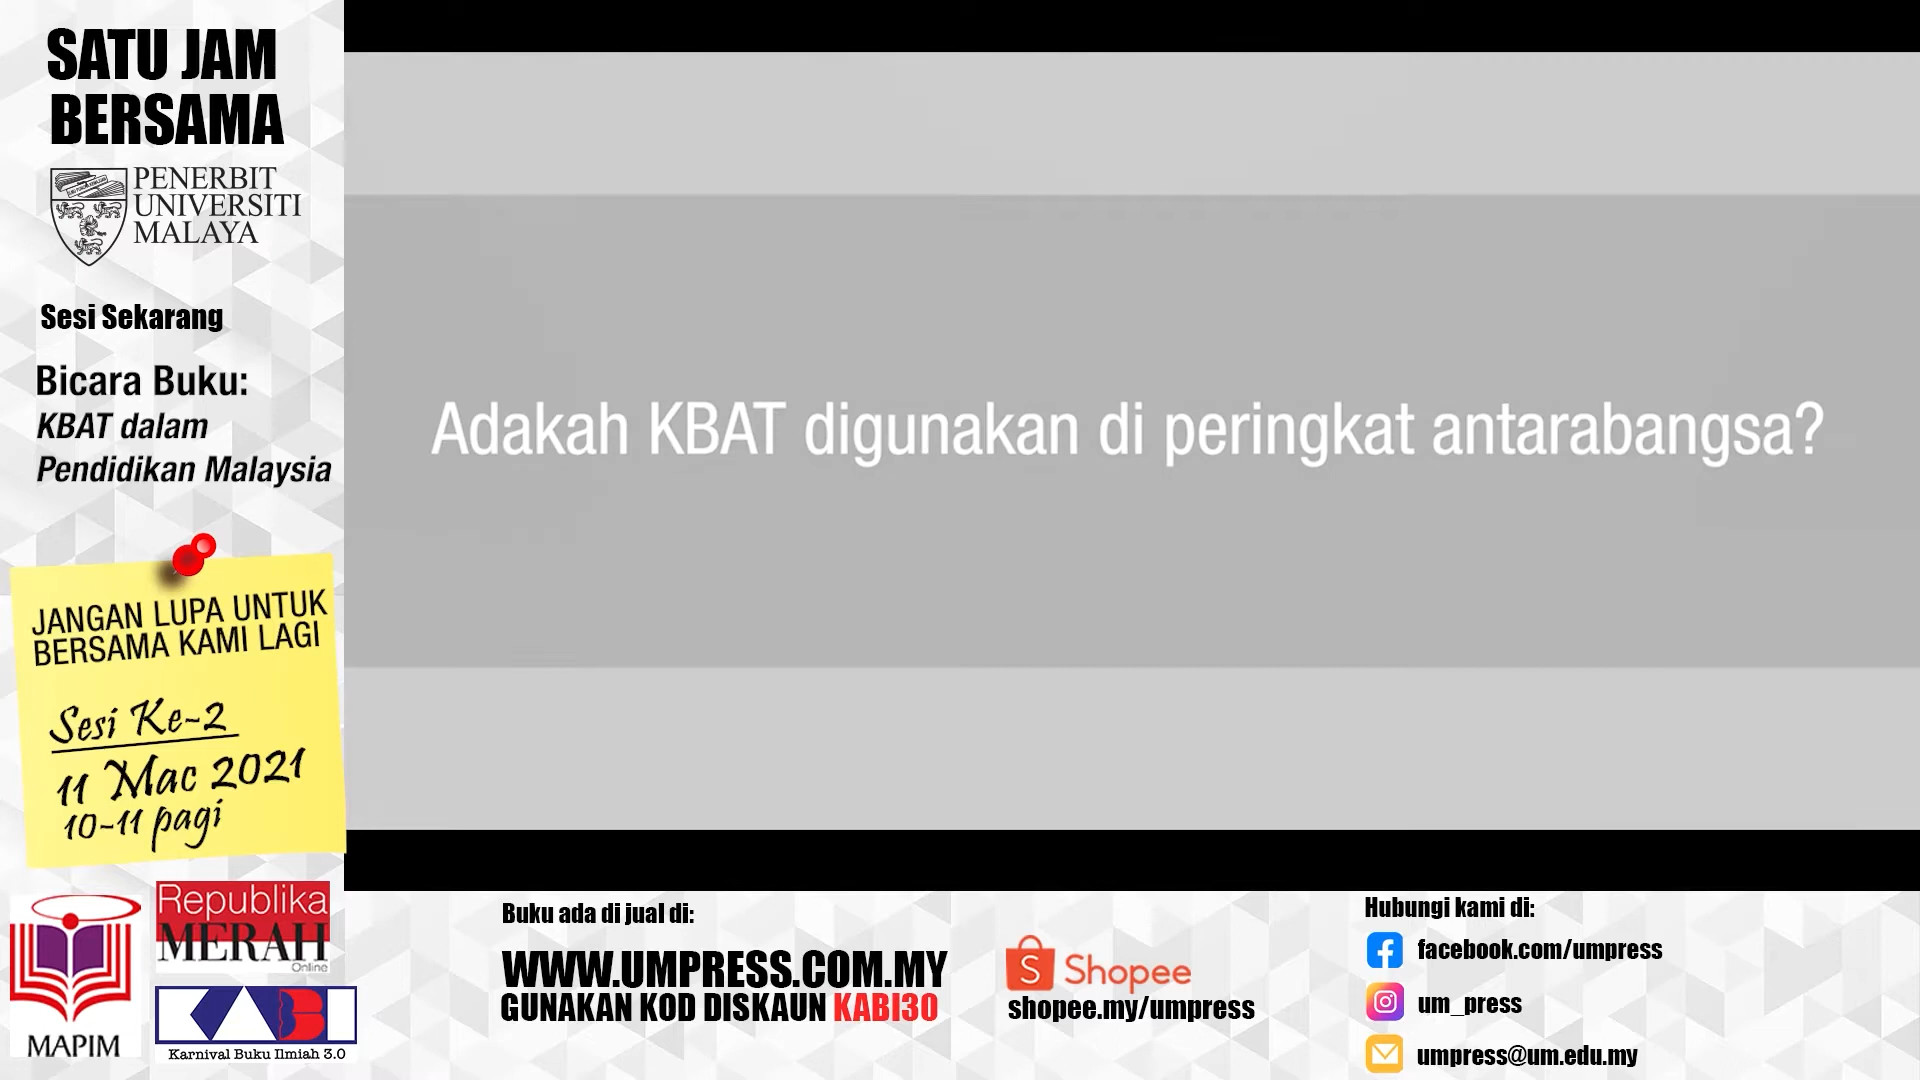 SATU JAM
BERSAMA
PENERBIT
UNIVERSITI
MALAYA
Sesi Sekarang
Bicara Buku:
KBAT dalam
Pendidikan Malaysia
JANGAN LUPA UNTUK
BERSAMA KAMI LAGI
Sesi Ke-2
11 Mac 2021
10-11 pagi
MAPIM
Republika
MERAH
Online
KABI
Karnival Buku Ilmiah 3.0
Adakah KBAT digunakan di peringkat antarabangsa?
Buku ada di jual di:
WWW.UMPRESS.COM.MY
GUNAKAN KOD DISKAUN KABI30
Shopee
shopee.my/umpress
Hubungi kami di:
facebook.com/umpress
um_press
umpress@um.edu.my